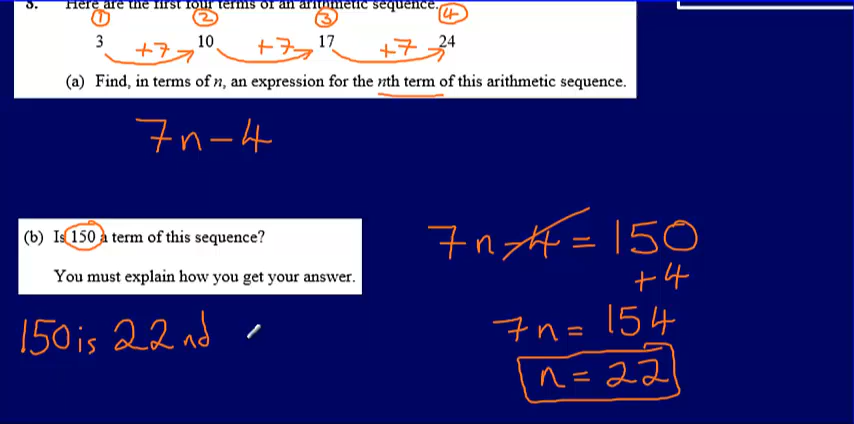 3. Here are the first four terms of an arithmetic sequence.
① ② ③ ④
3 10 17 24
+7 +7 +7
(a) Find, in terms of n, an expression for the nth term of this arithmetic sequence.
7n-4
(b) Is 150 a term of this sequence?
You must explain how you get your answer.
150 is 22nd
7n-4 = 150
+4
7n = 154
n = 22